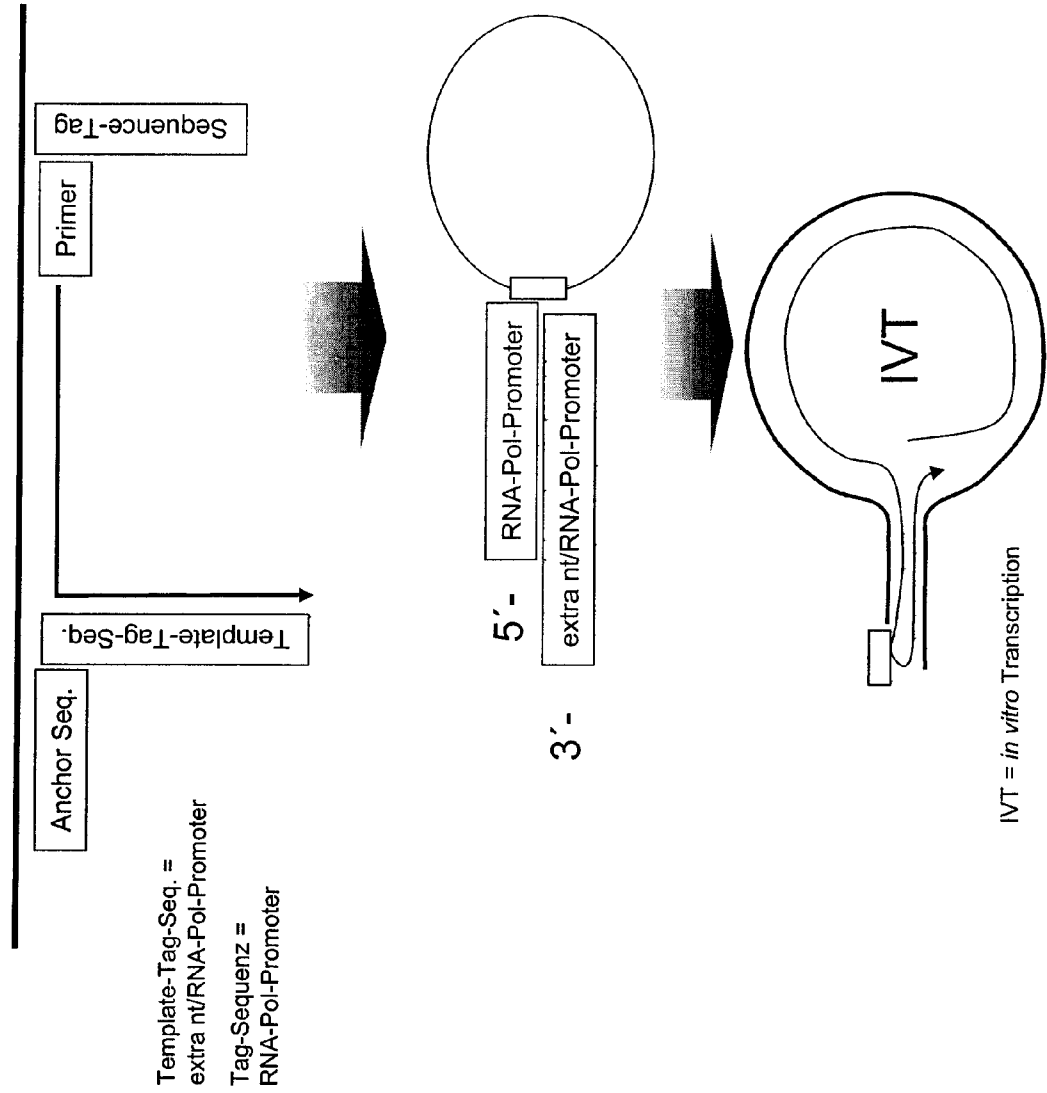 Anchor Seq.
Template-Tag-Seq.
Primer
Sequence-Tag
Template-Tag-Seq. =
extra nt/RNA-Pol-Promoter
Tag-Sequenz =
RNA-Pol-Promoter
5´-
RNA-Pol-Promoter
3´-
extra nt/RNA-Pol-Promoter
IVT
IVT = in vitro Transcription